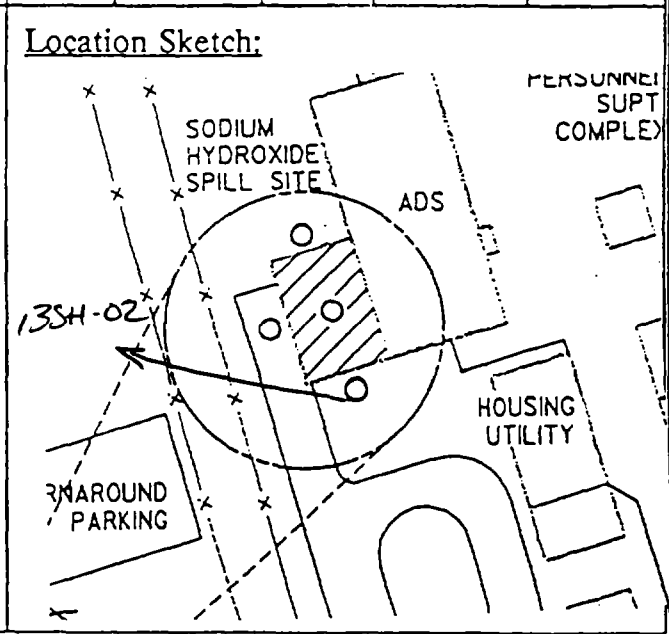 Location Sketch:
PERSONNEL
SUPT
COMPLEX
SODIUM
HYDROXIDE
SPILL SITE
ADS
13SH-02
HOUSING
UTILITY
RNAROUND
PARKING